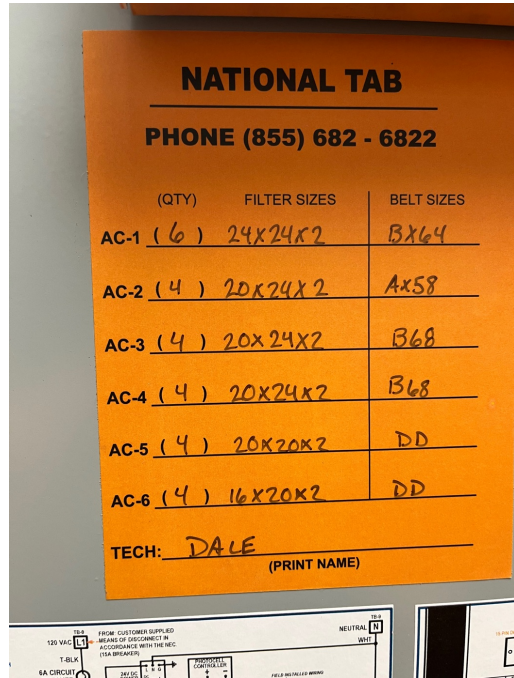 NATIONAL TAB
PHONE (855) 682 - 6822
(QTY) FILTER SIZES BELT SIZES
AC-1 ( 6 ) 24X24X2 BX64
AC-2 ( 4 ) 20X24X2 AX58
AC-3 ( 4 ) 20X24X2 B68
AC-4 ( 4 ) 20X24X2 B68
AC-5 ( 4 ) 20X20X2 DD
AC-6 ( 4 ) 16X20X2 DD
TECH: DALE
(PRINT NAME)
TB-8
120 VAC L1
FROM: CUSTOMER SUPPLIED
MEANS OF DISCONNECT IN
ACCORDANCE WITH THE NEC.
(15A BREAKER)
T-BLK
6A CIRCUIT
24V DC
PHOTOCELL
CONTROLLER
TB-9
NEUTRAL N
WHT
FIELD INSTALLED WIRING